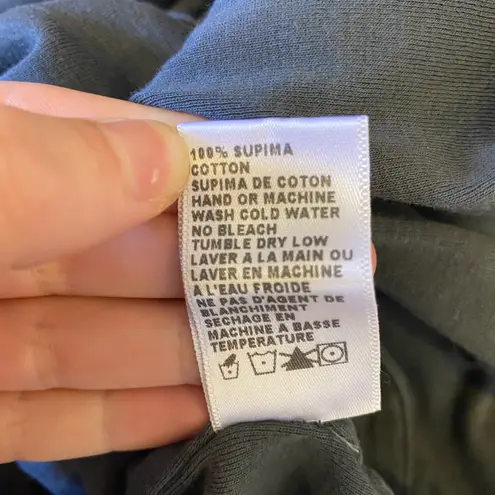 100% SUPIMA
COTTON
SUPIMA DE COTON
HAND OR MACHINE
WASH COLD WATER
NO BLEACH
TUMBLE DRY LOW
LAVER A LA MAIN OU
LAVER EN MACHINE
A L'EAU FROIDE
NE PAS D'AGENT DE
BLANCHIMENT
SECHAGE EN
MACHINE A BASSE
TEMPERATURE